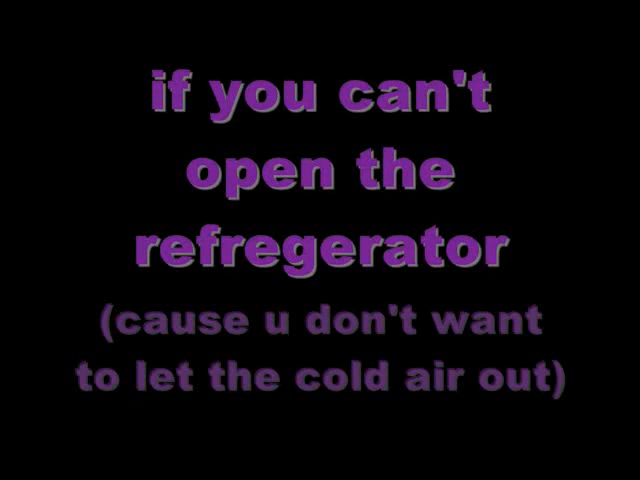 if you can't
open the
refregerator
(cause u don't want
to let the cold air out)